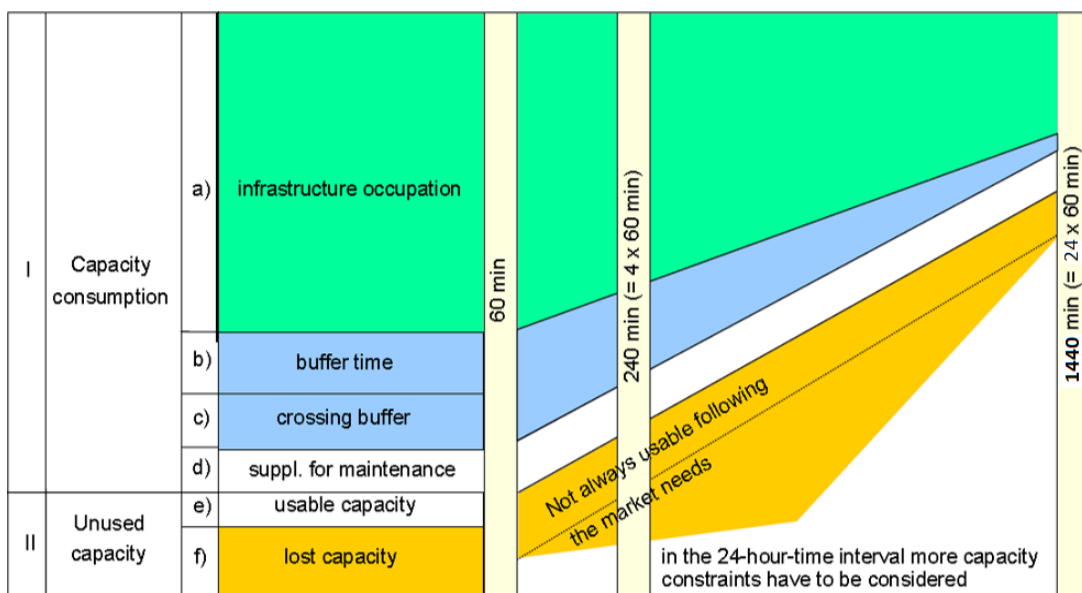 I
Capacity
consumption
a)
infrastructure occupation
b)
buffer time
c)
crossing buffer
d)
suppl. for maintenance
II
Unused
capacity
e)
usable capacity
f)
lost capacity
60 min
240 min (= 4 x 60 min)
1440 min (= 24 x 60 min)
Not always usable following
the market needs
in the 24-hour-time interval more capacity
constraints have to be considered